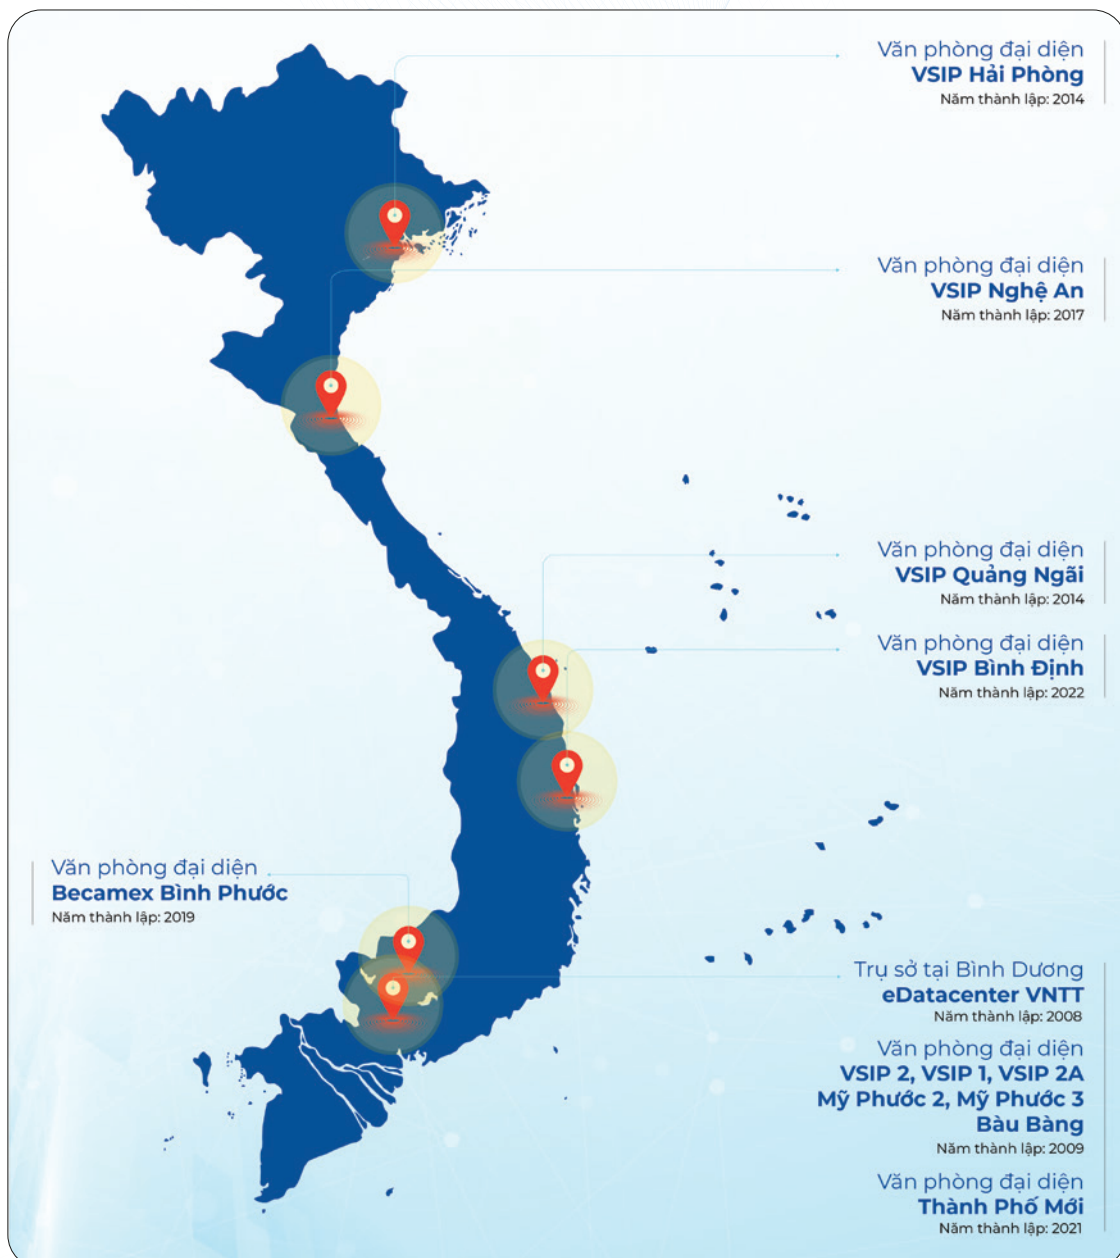 Văn phòng đại diện
VSIP Hải Phòng
Năm thành lập: 2014
Văn phòng đại diện
VSIP Nghệ An
Năm thành lập: 2017
Văn phòng đại diện
VSIP Quảng Ngãi
Năm thành lập: 2014
Văn phòng đại diện
VSIP Bình Định
Năm thành lập: 2022
Văn phòng đại diện
Becamex Bình Phước
Năm thành lập: 2019
Trụ sở tại Bình Dương
eDatacenter VNTT
Năm thành lập: 2008
Văn phòng đại diện
VSIP 2, VSIP 1, VSIP 2A
Mỹ Phước 2, Mỹ Phước 3
Bàu Bàng
Năm thành lập: 2009
Văn phòng đại diện
Thành Phố Mới
Năm thành lập: 2021